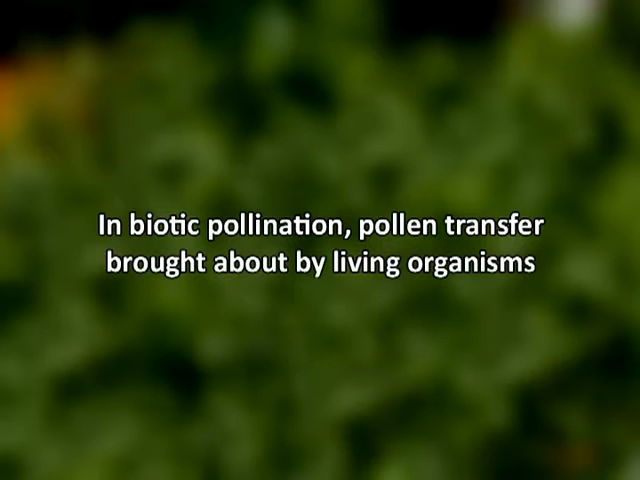 In biotic pollination, pollen transfer
brought about by living organisms